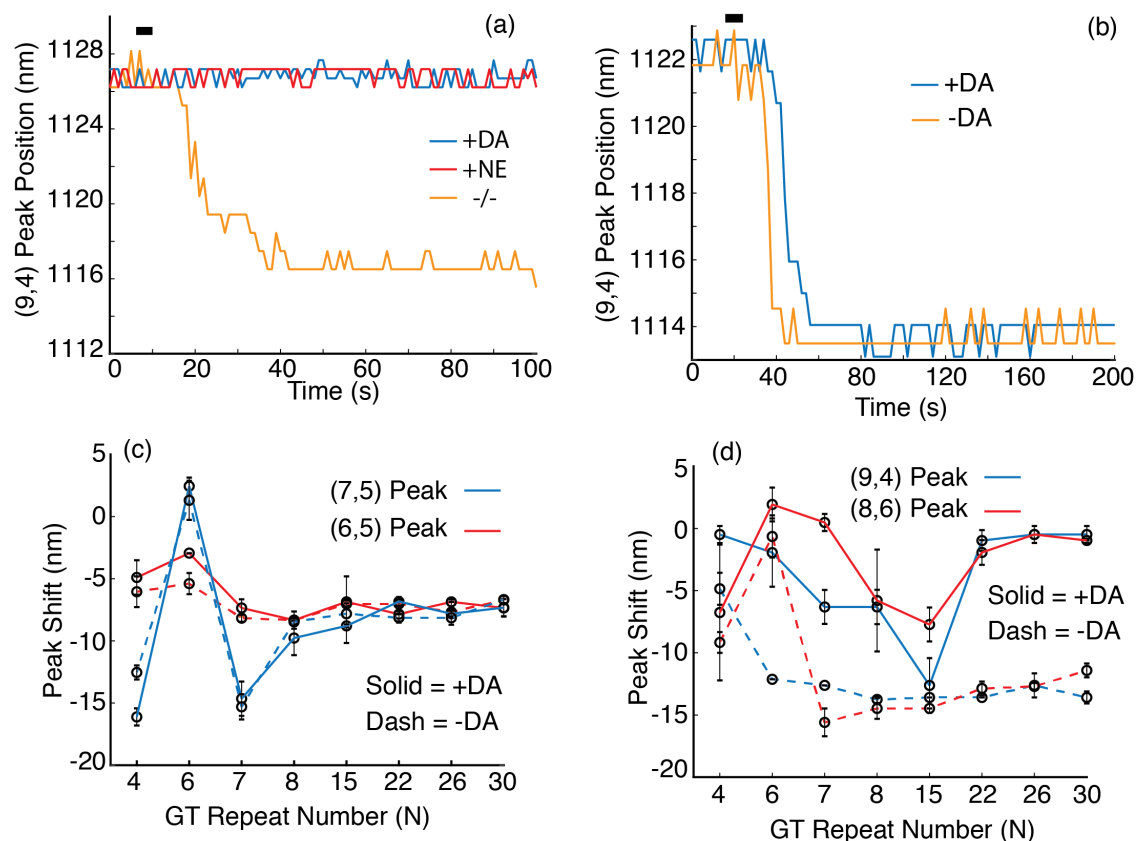 (a)
(9,4) Peak Position (nm)
1128
1124
1120
1116
1112
+DA
+NE
-/-
0 20 40 60 80 100
Time (s)
(b)
(9,4) Peak Position (nm)
1122
1120
1118
1116
1114
+DA
-DA
0 40 80 120 160 200
Time (s)
(c)
Peak Shift (nm)
5
0
-5
-10
-15
-20
(7,5) Peak
(6,5) Peak
Solid = +DA
Dash = -DA
4 6 7 8 15 22 26 30
GT Repeat Number (N)
(d)
Peak Shift (nm)
5
0
-5
-10
-15
-20
(9,4) Peak
(8,6) Peak
Solid = +DA
Dash = -DA
4 6 7 8 15 22 26 30
GT Repeat Number (N)